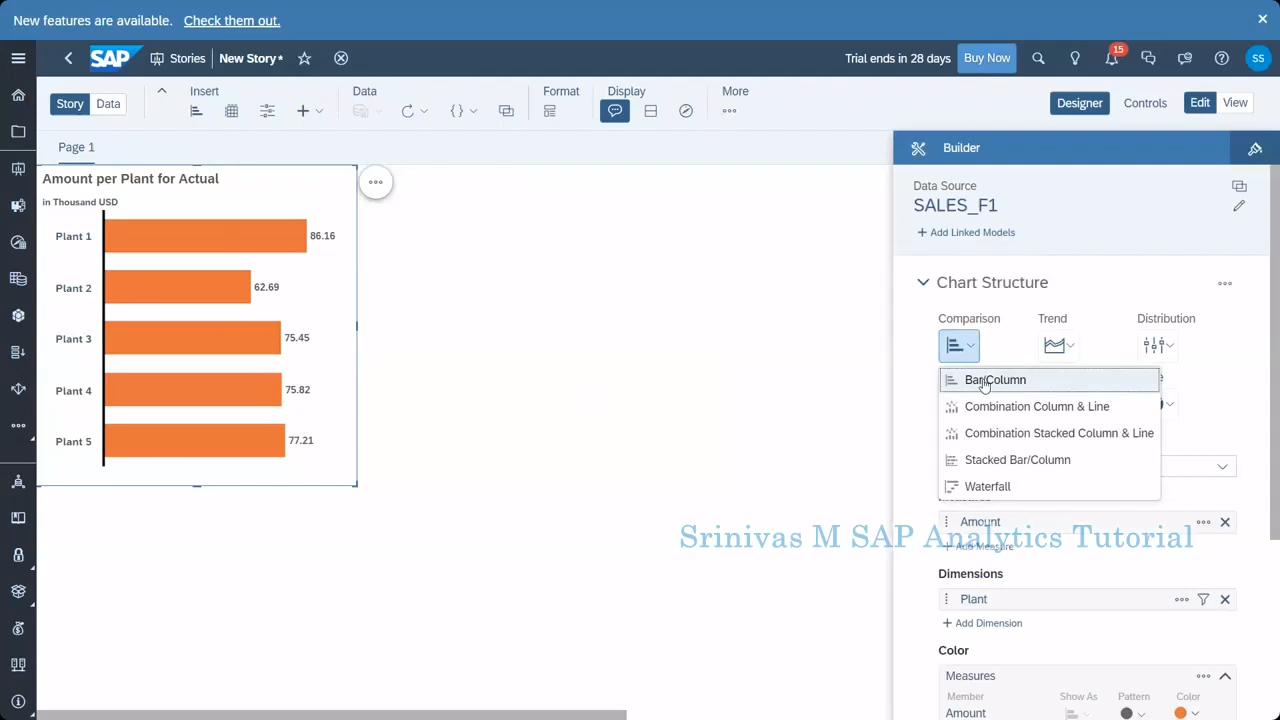 New features are available. Check them out.
SAP Stories New Story* Trial ends in 28 days Buy Now 15 SS
Story Data Insert Data Format Display More Designer Controls Edit View
Page 1
Amount per Plant for Actual
in Thousand USD
Plant 1 86.16
Plant 2 62.69
Plant 3 75.45
Plant 4 75.82
Plant 5 77.21
Builder
Data Source
SALES_F1
+ Add Linked Models
Chart Structure
Comparison Trend Distribution
Bar/Column
Combination Column & Line
Combination Stacked Column & Line
Stacked Bar/Column
Waterfall
Amount
+ Add Measure
Srinivas M SAP Analytics Tutorial
Dimensions
Plant
+ Add Dimension
Color
Measures
Member Show As Pattern Color
Amount